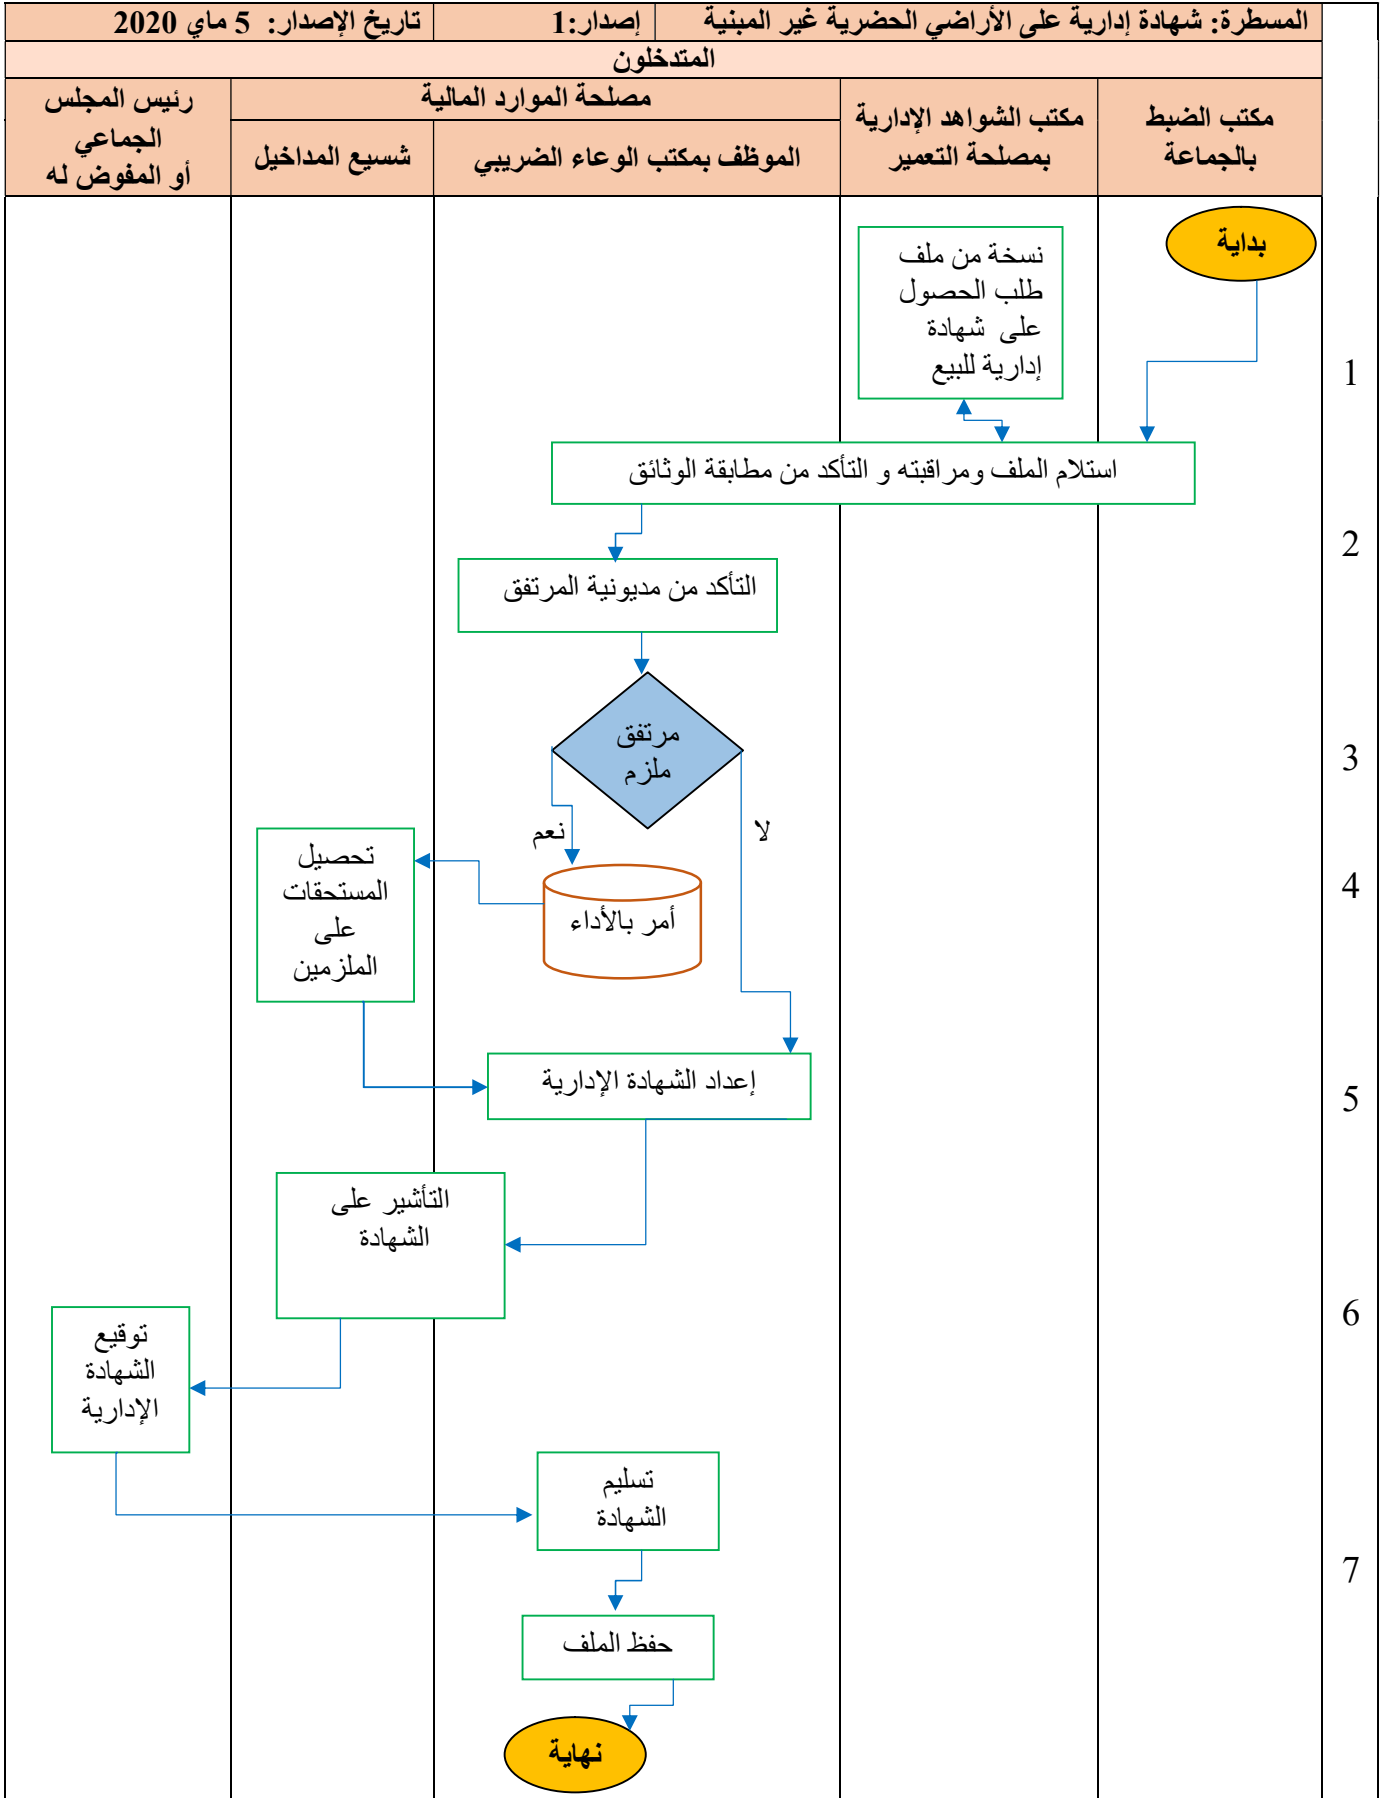 المسطرة: شهادة إدارية على الأراضي الحضرية غير المبنية
إصدار:1
تاريخ الإصدار: 5 ماي 2020
المتدخلون
مكتب الضبط
بالجماعة
مكتب الشواهد الإدارية
بمصلحة التعمير
مصلحة الموارد المالية
الموظف بمكتب الوعاء الضريبي
شسيع المداخيل
رئيس المجلس
الجماعي
أو المفوض له
بداية
نسخة من ملف
طلب الحصول
على شهادة
إدارية للبيع
1
استلام الملف ومراقبته و التأكد من مطابقة الوثائق
2
التأكد من مديونية المرتفق
مرتفق
ملزم
3
لا
نعم
تحصيل
المستحقات
على
الملزمين
أمر بالأداء
4
إعداد الشهادة الإدارية
5
التأشير على
الشهادة
6
توقيع
الشهادة
الإدارية
تسليم
الشهادة
7
حفظ الملف
نهاية